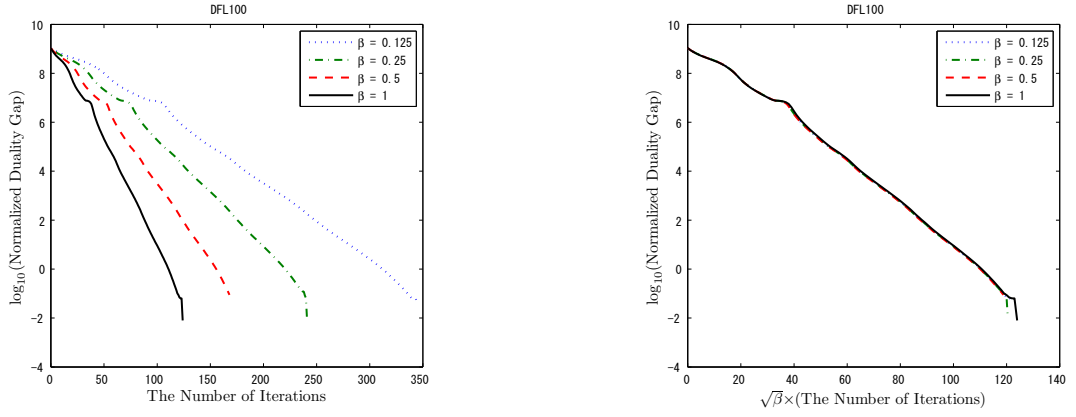 DFL100
10
8
6
4
2
0
-2
-4
log10(Normalized Duality Gap)
β = 0.125
β = 0.25
β = 0.5
β = 1
0 50 100 150 200 250 300 350
The Number of Iterations
DFL100
10
8
6
4
2
0
-2
-4
log10(Normalized Duality Gap)
β = 0.125
β = 0.25
β = 0.5
β = 1
0 20 40 60 80 100 120 140
√β×(The Number of Iterations)